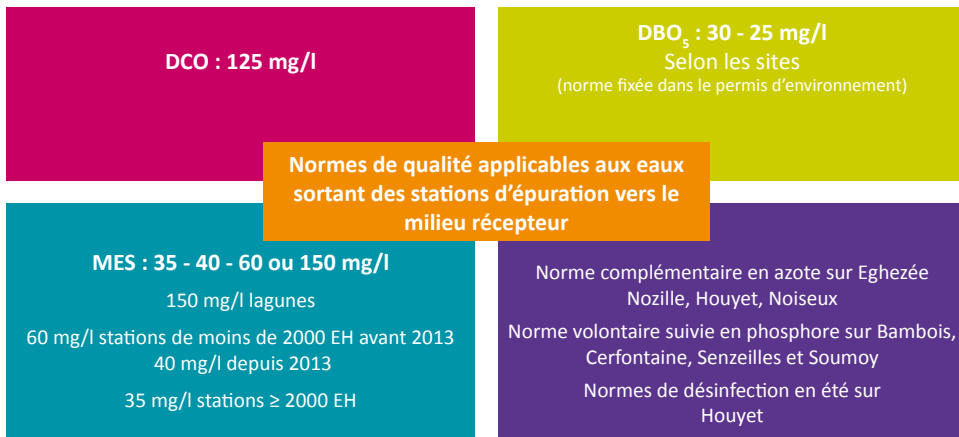 DCO : 125 mg/l
DBO₅ : 30 - 25 mg/l
Selon les sites
(norme fixée dans le permis d’environnement)
Normes de qualité applicables aux eaux
sortant des stations d’épuration vers le
milieu récepteur
MES : 35 - 40 - 60 ou 150 mg/l
150 mg/l lagunes
60 mg/l stations de moins de 2000 EH avant 2013
40 mg/l depuis 2013
35 mg/l stations ≥ 2000 EH
Norme complémentaire en azote sur Eghezée
Nozille, Houyet, Noiseux
Norme volontaire suivie en phosphore sur Bambois,
Cerfontaine, Senzeilles et Soumoy
Normes de désinfection en été sur
Houyet